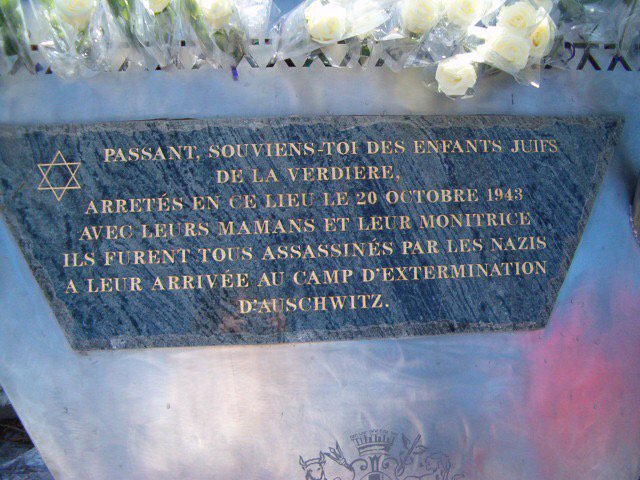 PASSANT, SOUVIENS-TOI DES ENFANTS JUIFS
DE LA VERDIERE,
ARRETÉS EN CE LIEU LE 20 OCTOBRE 1943
AVEC LEURS MAMANS ET LEUR MONITRICE
ILS FURENT TOUS ASSASSINÉS PAR LES NAZIS
A LEUR ARRIVÉE AU CAMP D'EXTERMINATION
D'AUSCHWITZ.